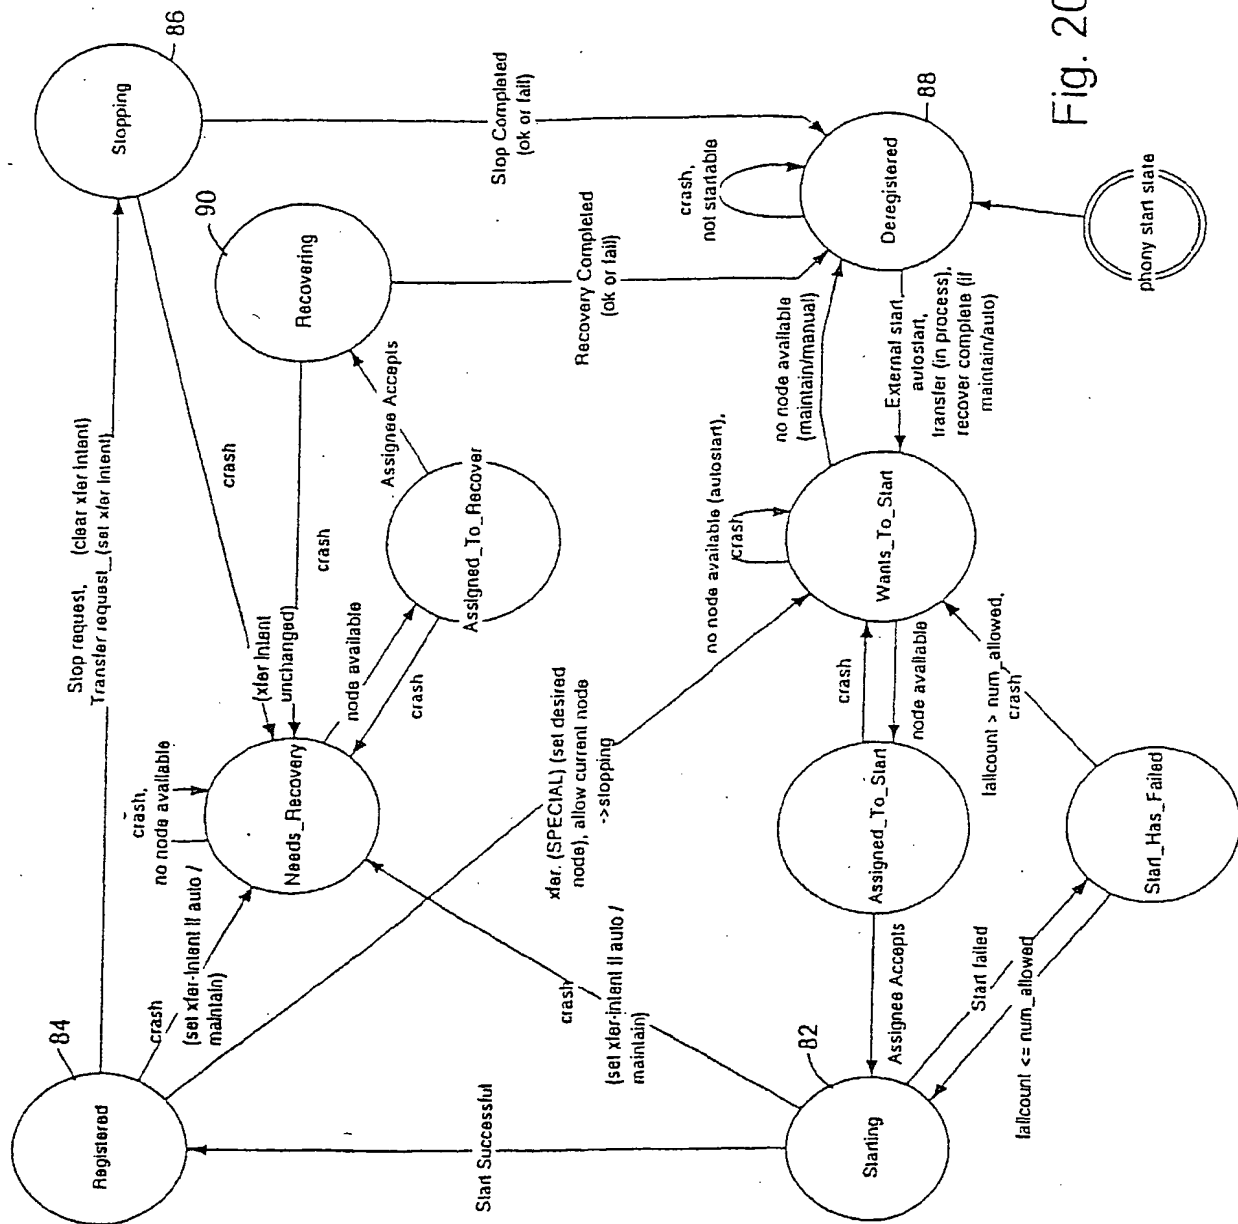 Registered
84
Stop request, (clear xfer Intent)
Transfer request (set xfer Intent)
Stopping
86
crash
(set xfer-Intent if auto /
maintain)
crash,
no node available
Needs_Recovery
(xfer Intent
unchanged)
crash
crash
node available
crash
Assigned_To_Recover
Assignee Accepts
Recovering
90
Stop Completed
(ok or fail)
Recovery Completed
(ok or fail)
xfer. (SPECIAL) (set desired
node), allow current node
->stopping
Start Successful
crash
(set xfer-Intent if auto /
maintain)
Starting
82
Assignee Accepts
Assigned_To_Start
crash
node available
Wants_To_Start
no node available (autostart),
crash
no node available
(maintain/manual)
External start,
autostart,
transfer (in process),
recover complete (if
maintain/auto)
crash,
not startable
Deregistered
88
Start failed
failcount <= num_allowed
Start_Has_Failed
failcount > num_allowed,
crash
phony start state
Fig. 20